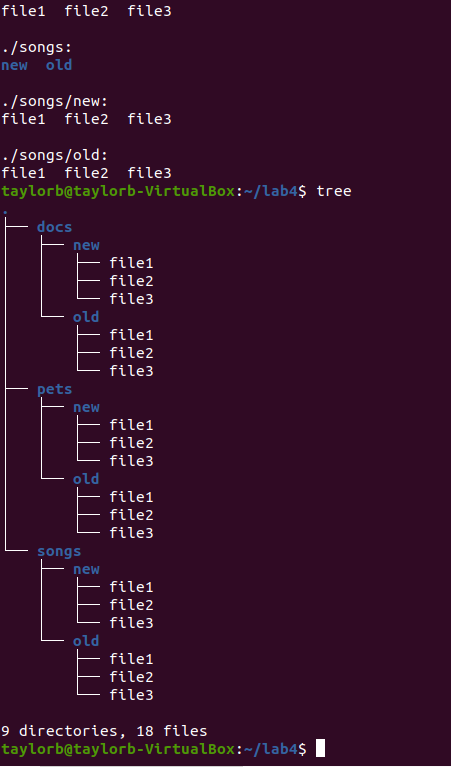 file1  file2  file3

./songs:
new  old

./songs/new:
file1  file2  file3

./songs/old:
file1  file2  file3
taylorb@taylorb-VirtualBox:~/lab4$ tree
.
├── docs
│   ├── new
│   │   ├── file1
│   │   ├── file2
│   │   └── file3
│   └── old
│       ├── file1
│       ├── file2
│       └── file3
├── pets
│   ├── new
│   │   ├── file1
│   │   ├── file2
│   │   └── file3
│   └── old
│       ├── file1
│       ├── file2
│       └── file3
└── songs
    ├── new
    │   ├── file1
    │   ├── file2
    │   └── file3
    └── old
        ├── file1
        ├── file2
        └── file3

9 directories, 18 files
taylorb@taylorb-VirtualBox:~/lab4$